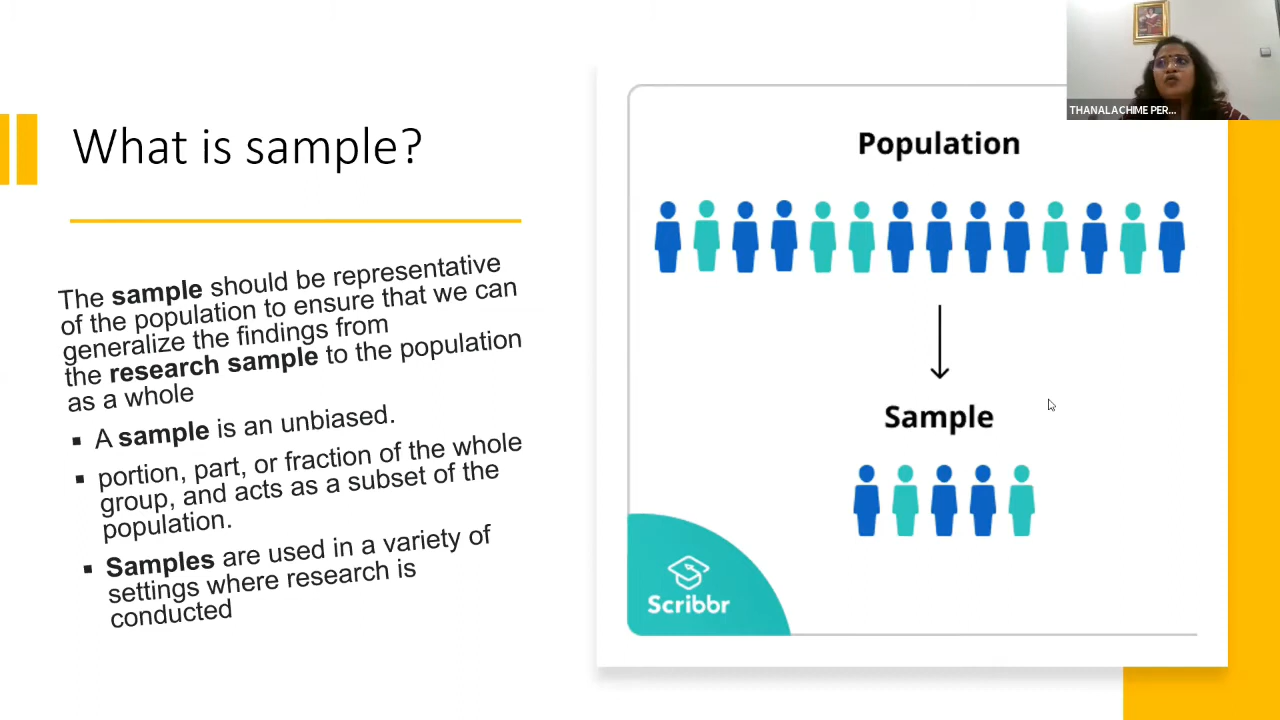 What is sample?
The sample should be representative
of the population to ensure that we can
generalize the findings from
the research sample to the population
as a whole
▪ A sample is an unbiased.
▪ portion, part, or fraction of the whole
group, and acts as a subset of the
population.
▪ Samples are used in a variety of
settings where research is
conducted
Population
Sample
Scribbr
THANALACHIME PER...